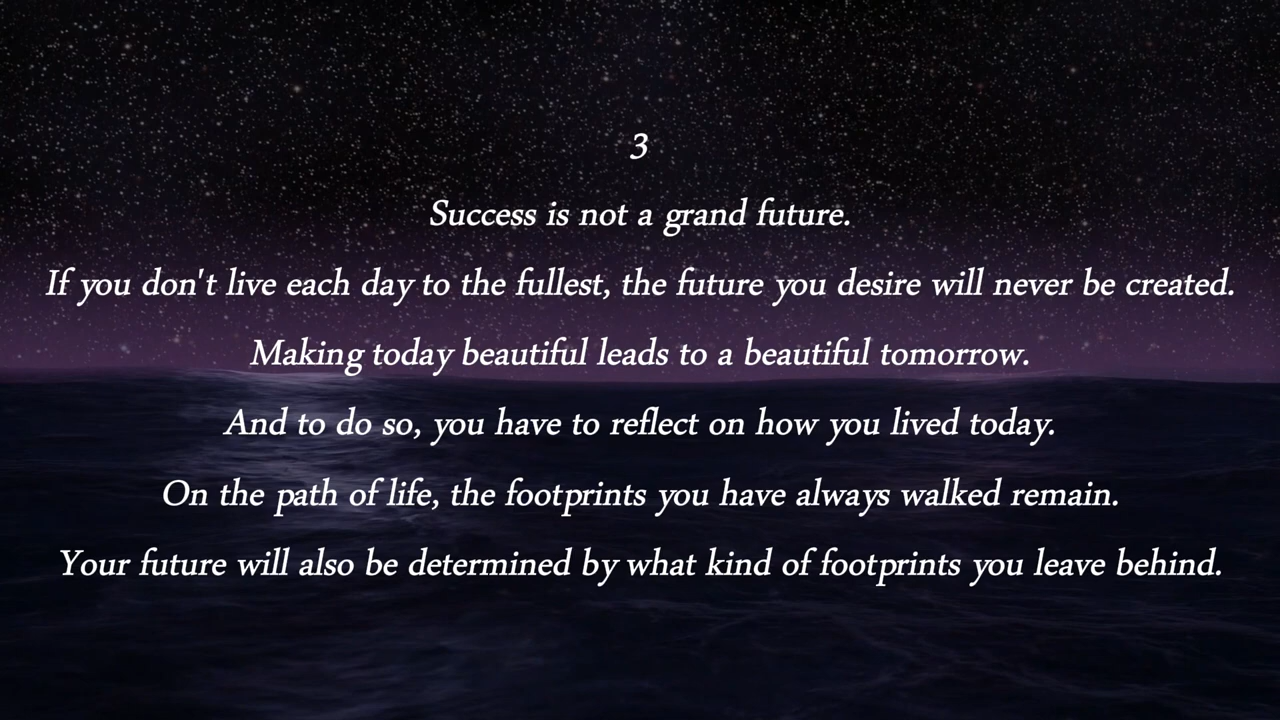 3
Success is not a grand future.
If you don't live each day to the fullest, the future you desire will never be created.
Making today beautiful leads to a beautiful tomorrow.
And to do so, you have to reflect on how you lived today.
On the path of life, the footprints you have always walked remain.
Your future will also be determined by what kind of footprints you leave behind.